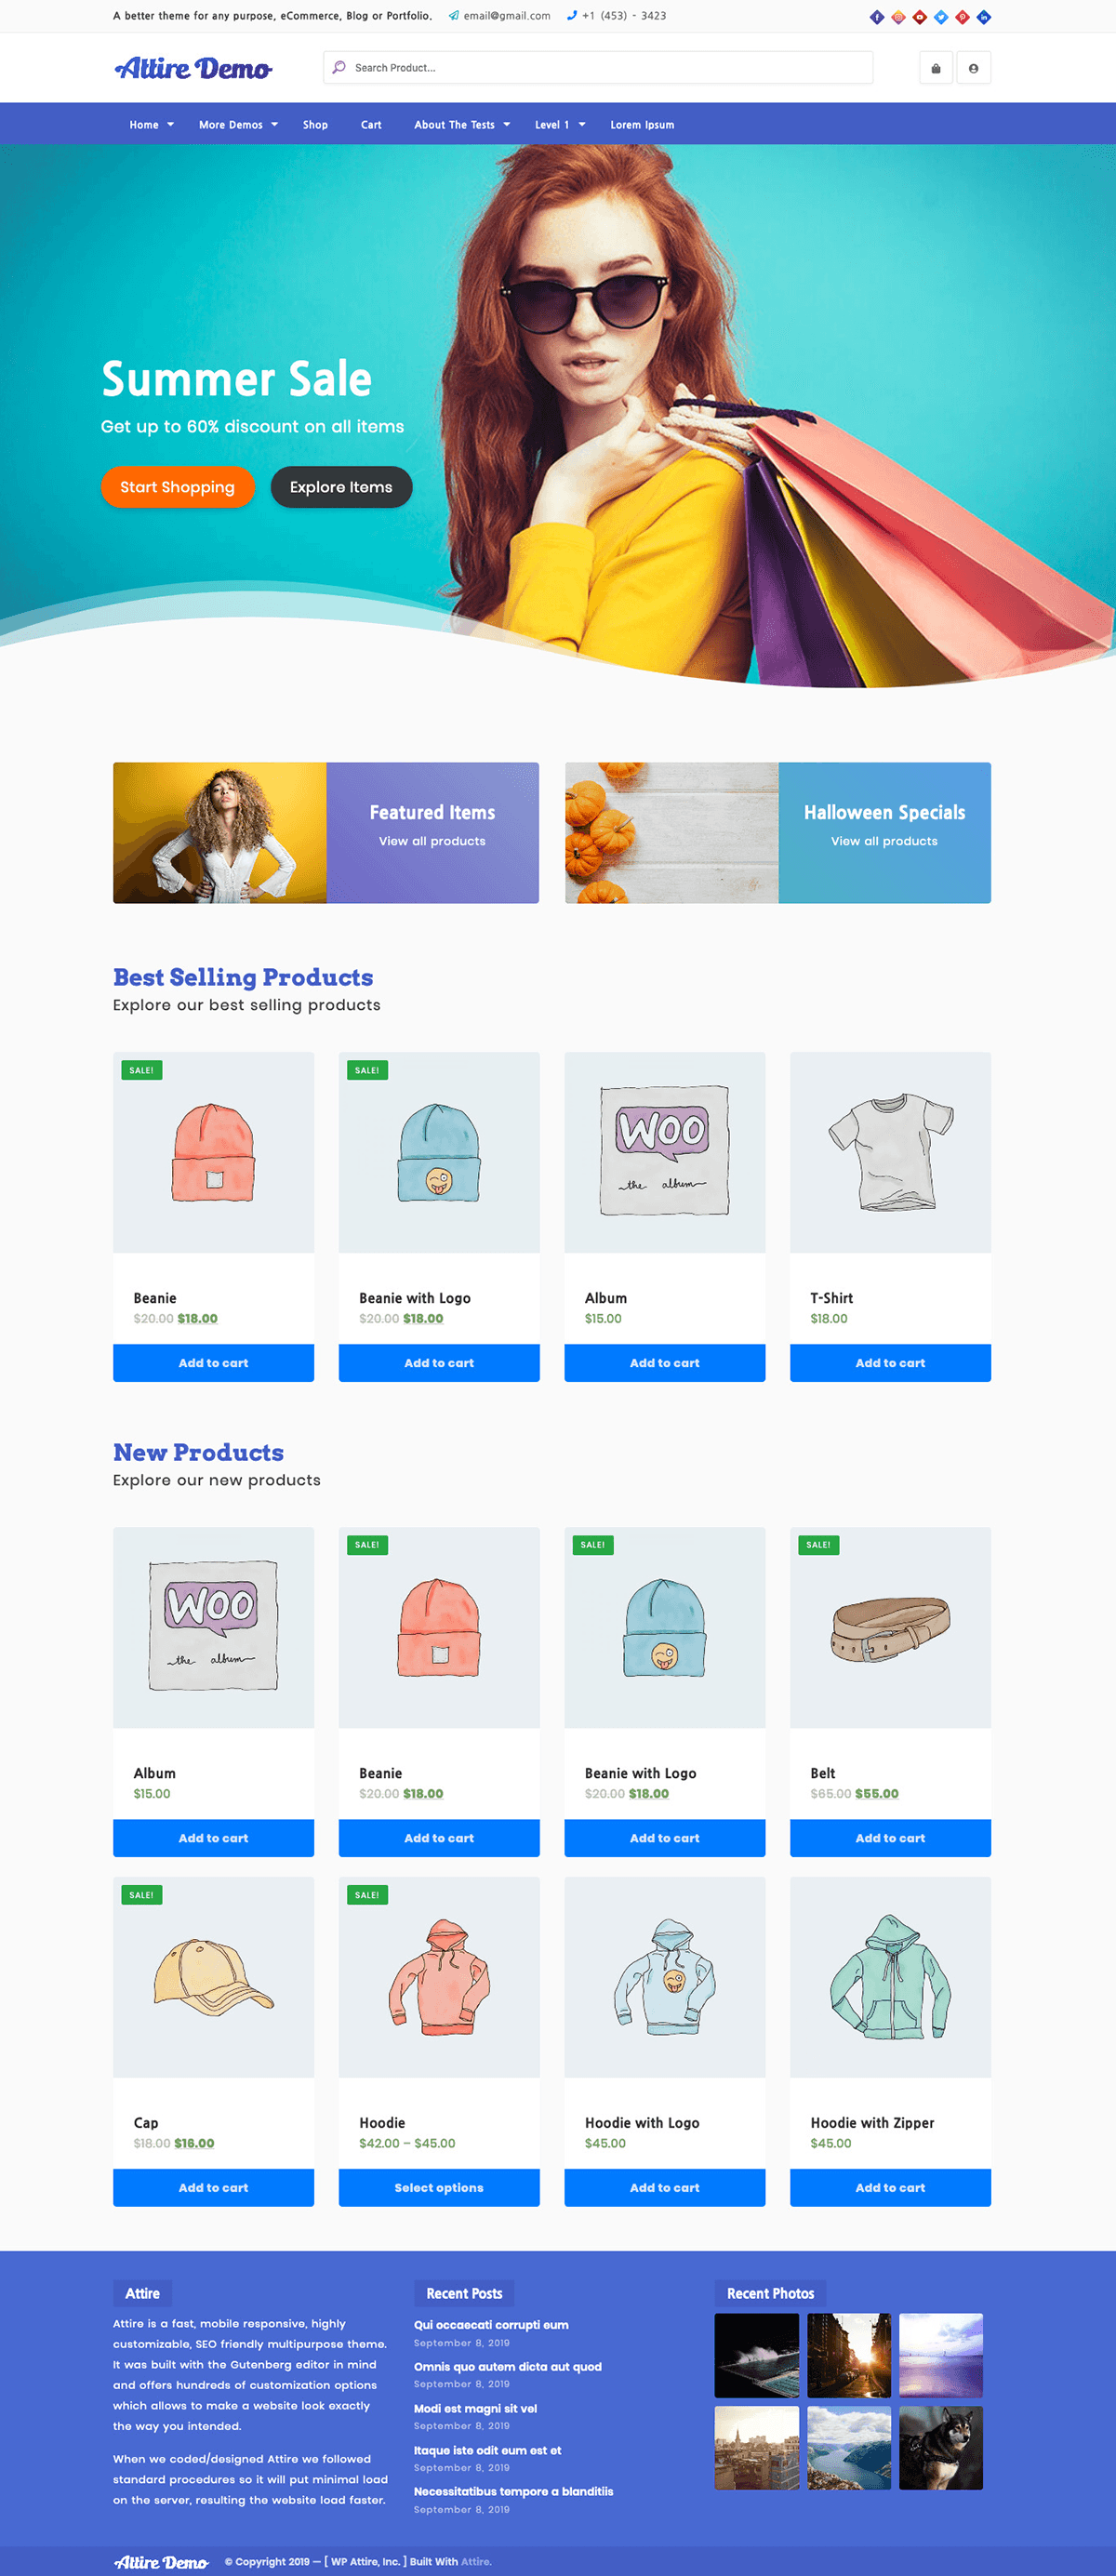 A better theme for any purpose, eCommerce, Blog or Portfolio. email@gmail.com +1 (453) - 3423
Attire Demo
Search Product...
Home More Demos Shop Cart About The Tests Level 1 Lorem Ipsum
Summer Sale
Get up to 60% discount on all items
Start Shopping Explore Items
Featured Items
View all products
Halloween Specials
View all products
Best Selling Products
Explore our best selling products
SALE!
Beanie
$20.00 $18.00
Add to cart
SALE!
Beanie with Logo
$20.00 $18.00
Add to cart
WOO
the album
Album
$15.00
Add to cart
T-Shirt
$18.00
Add to cart
New Products
Explore our new products
WOO
the album
Album
$15.00
Add to cart
SALE!
Beanie
$20.00 $18.00
Add to cart
SALE!
Beanie with Logo
$20.00 $18.00
Add to cart
SALE!
Belt
$65.00 $55.00
Add to cart
SALE!
Cap
$18.00 $16.00
Add to cart
SALE!
Hoodie
$42.00 – $45.00
Select options
Hoodie with Logo
$45.00
Add to cart
Hoodie with Zipper
$45.00
Add to cart
Attire
Attire is a fast, mobile responsive, highly
customizable, SEO friendly multipurpose theme.
It was built with the Gutenberg editor in mind
and offers hundreds of customization options
which allows to make a website look exactly
the way you intended.
When we coded/designed Attire we followed
standard procedures so it will put minimal load
on the server, resulting the website load faster.
Recent Posts
Qui occaecati corrupti eum
September 8, 2019
Omnis quo autem dicta aut quod
September 8, 2019
Modi est magni sit vel
September 8, 2019
Itaque iste odit eum est et
September 8, 2019
Necessitatibus tempore a blanditiis
September 8, 2019
Recent Photos
Attire Demo
© Copyright 2019 — [ WP Attire, Inc. ] Built With Attire.